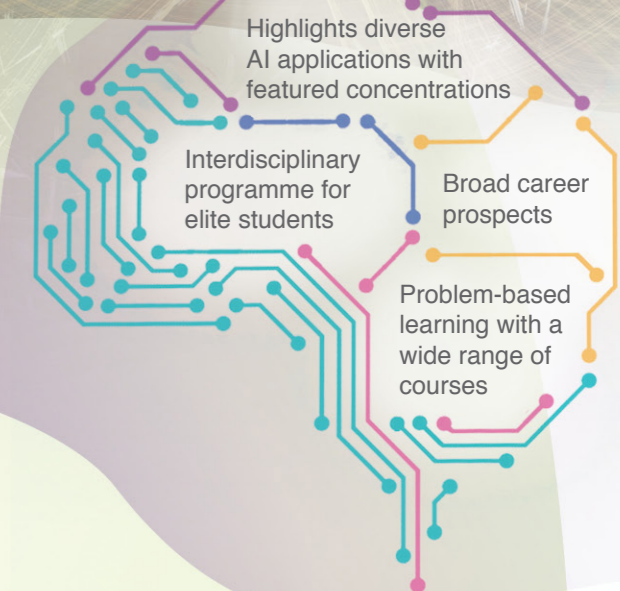 Highlights diverse
AI applications with
featured concentrations
Interdisciplinary
programme for
elite students
Broad career
prospects
Problem-based
learning with a
wide range of
courses